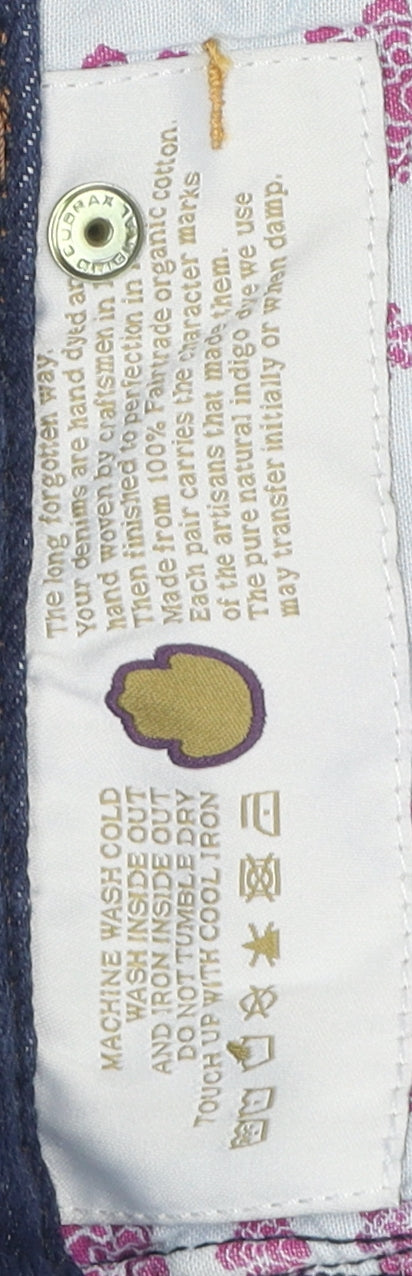 The long forgotten way.
Your denims are hand dyed
hand woven by craftsmen in
Then finished to perfection in
Made from 100% Fairtrade organic cotton.
Each pair carries the character marks
of the artisans that made them.
The pure natural indigo dye we use
may transfer initially or when damp.
MACHINE WASH COLD
WASH INSIDE OUT
AND IRON INSIDE OUT
DO NOT TUMBLE DRY
TOUCH UP WITH COOL IRON